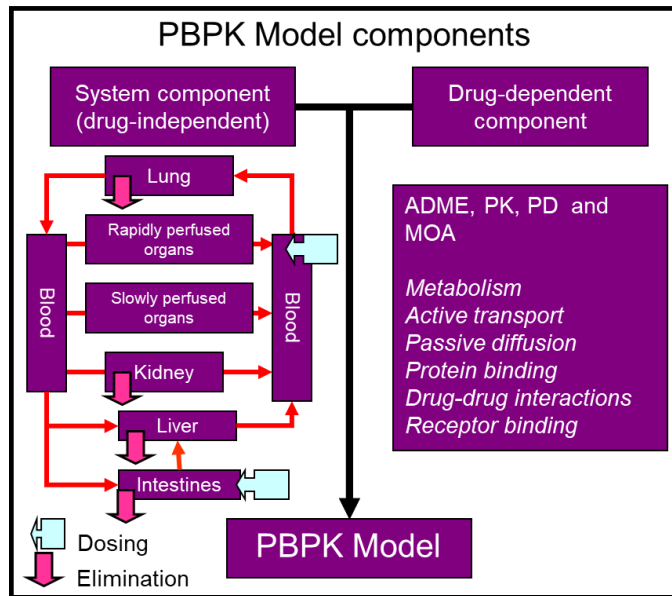 PBPK Model components
System component
(drug-independent)
Drug-dependent
component
Lung
Rapidly perfused
organs
Slowly perfused
organs
Kidney
Liver
Intestines
Blood
Blood
ADME, PK, PD and
MOA
Metabolism
Active transport
Passive diffusion
Protein binding
Drug-drug interactions
Receptor binding
Dosing
Elimination
PBPK Model